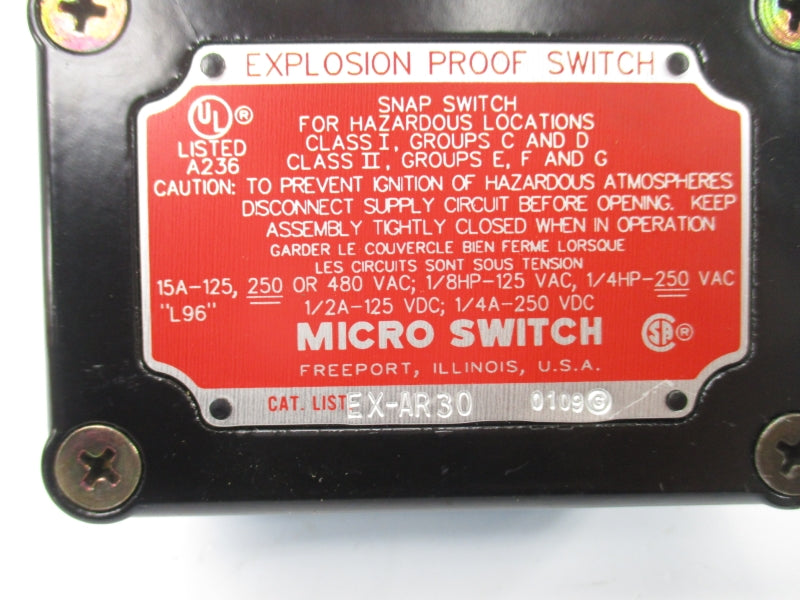 EXPLOSION PROOF SWITCH
UL ®
LISTED
A236
SNAP SWITCH
FOR HAZARDOUS LOCATIONS
CLASS I, GROUPS C AND D
CLASS II, GROUPS E, F AND G
CAUTION: TO PREVENT IGNITION OF HAZARDOUS ATMOSPHERES
DISCONNECT SUPPLY CIRCUIT BEFORE OPENING. KEEP
ASSEMBLY TIGHTLY CLOSED WHEN IN OPERATION
GARDER LE COUVERCLE BIEN FERME LORSQUE
LES CIRCUITS SONT SOUS TENSION
15A-125, 250 OR 480 VAC; 1/8HP-125 VAC, 1/4HP-250 VAC
"L96" 1/2A-125 VDC; 1/4A-250 VDC
MICRO SWITCH
SA ®
FREEPORT, ILLINOIS, U.S.A.
CAT. LIST EX-AR30 0109 G